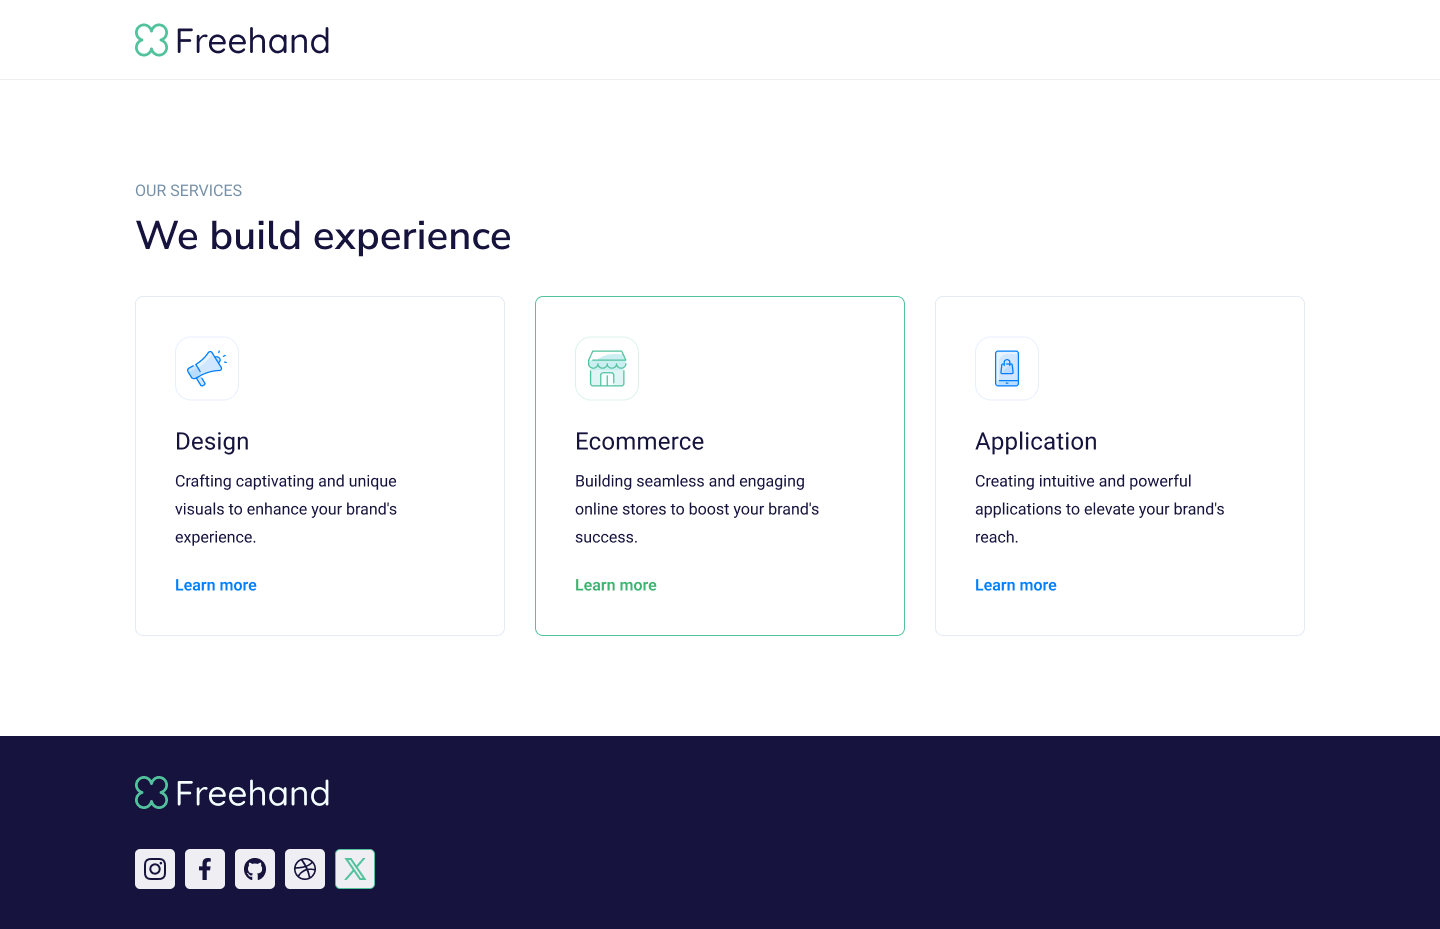 Freehand
OUR SERVICES
We build experience
Design
Crafting captivating and unique
visuals to enhance your brand's
experience.
Learn more
Ecommerce
Building seamless and engaging
online stores to boost your brand's
success.
Learn more
Application
Creating intuitive and powerful
applications to elevate your brand's
reach.
Learn more
Freehand